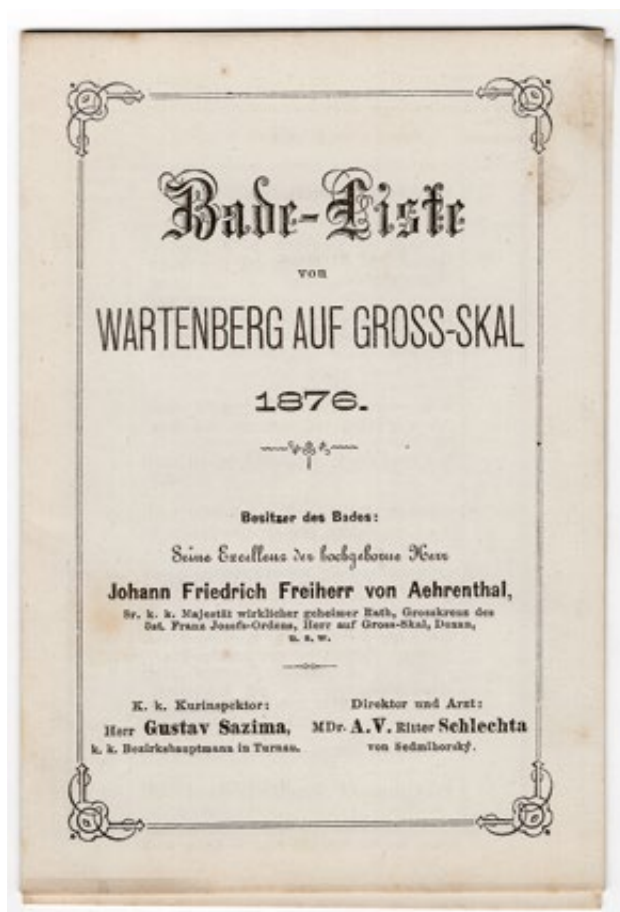 Bade-Liste
von
WARTENBERG AUF GROSS-SKAL
1876.
Besitzer des Bades:
Seine Excellenz der hochgeborne Herr
Johann Friedrich Freiherr von Aehrenthal,
Sr. k. k. Majestät wirklicher geheimer Rath, Grosskreuz des
öst. Franz Josefs-Ordens, Herr auf Gross-Skal, Doxan,
u. s. w.
K. k. Kurinspektor:
Herr Gustav Sazima,
k. k. Bezirkshauptmann in Turnau.
Direktor und Arzt:
MDr. A. V. Ritter Schlechta
von Sedmihorský.